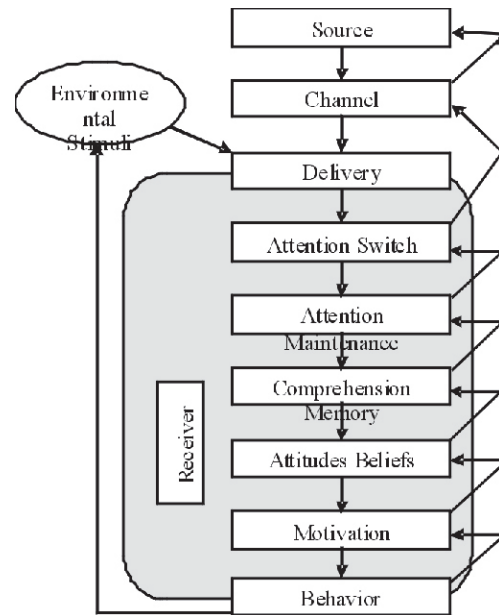 Source
Environme
ntal
Stimuli
Channel
Delivery
Attention Switch
Attention
Maintenance
Comprehension
Memory
Receiver
Attitudes Beliefs
Motivation
Behavior